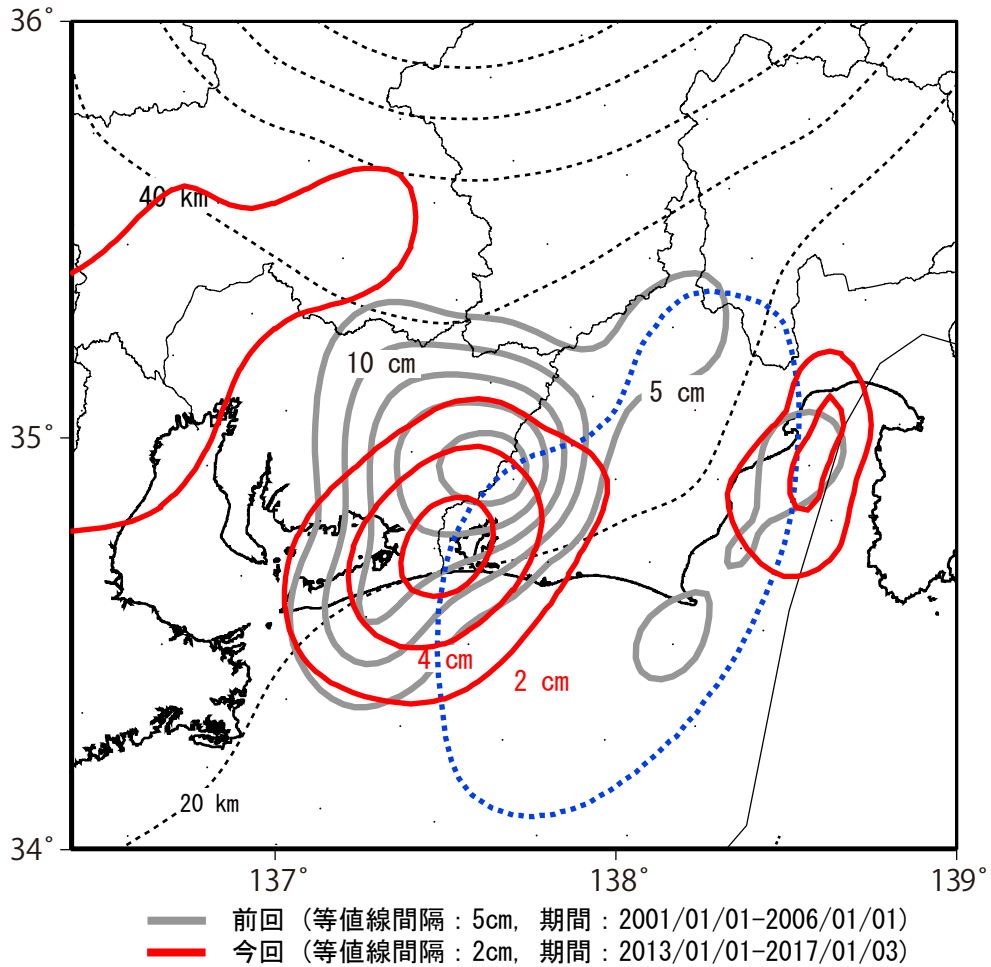 36°
40 km
10 cm
5 cm
35°
4 cm
2 cm
20 km
34°
137°
138°
139°
前回 (等値線間隔：5cm, 期間：2001/01/01-2006/01/01)
今回 (等値線間隔：2cm, 期間：2013/01/01-2017/01/03)